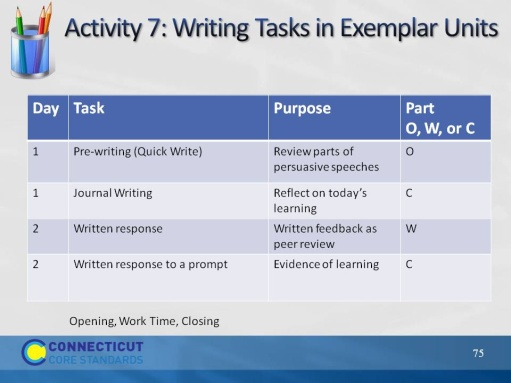 Activity 7: Writing Tasks in Exemplar Units
Day Task Purpose Part
O, W, or C
1 Pre-writing (Quick Write) Review parts of O
persuasive speeches
1 Journal Writing Reflect on today's C
learning
2 Written response Written feedback as W
peer review
2 Written response to a prompt Evidence of learning C
Opening, Work Time, Closing
CONNECTICUT
CORE STANDARDS
75